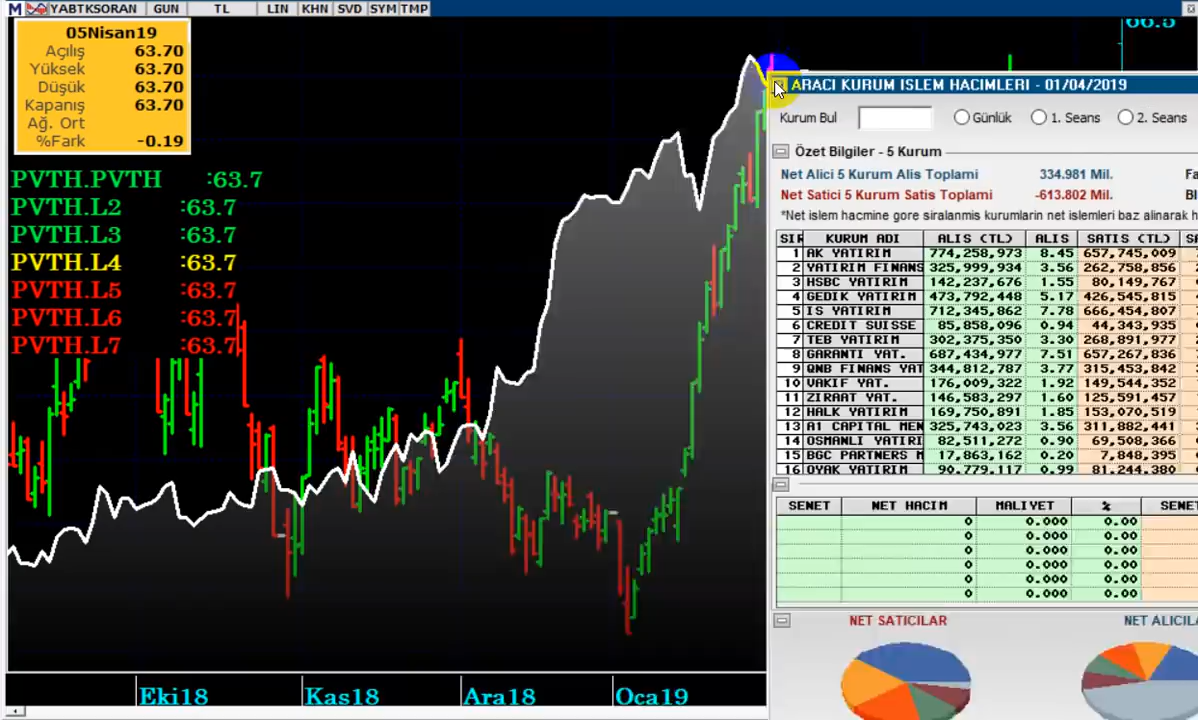 M YABTKSORAN GUN TL LIN KHN SVD SYM TMP
05Nisan19
Açılış 63.70
Yüksek 63.70
Düşük 63.70
Kapanış 63.70
Ağ. Ort
%Fark -0.19
PVTH.PVTH :63.7
PVTH.L2 :63.7
PVTH.L3 :63.7
PVTH.L4 :63.7
PVTH.L5 :63.7
PVTH.L6 :63.7
PVTH.L7 :63.7
66.5
ARACI KURUM ISLEM HACIMLERI - 01/04/2019
Kurum Bul Günlük 1. Seans 2. Seans
Özet Bilgiler - 5 Kurum
Net Alici 5 Kurum Alis Toplami 334.981 Mil. Fa
Net Satici 5 Kurum Satis Toplami -613.802 Mil. Bl
*Net islem hacmine gore siralanmis kurumlarin net islemleri baz alinarak h
SIR KURUM ADI ALIS (TL) ALIS SATIS (TL) SA
1 AK YATIRIM 774,258,973 8.45 657,745,009
2 YATIRIM FINANS 325,999,934 3.56 262,758,856
3 HSBC YATIRIM 142,237,676 1.55 80,149,767
4 GEDIK YATIRIM 473,792,448 5.17 426,545,815
5 IS YATIRIM 712,345,862 7.78 666,454,807
6 CREDIT SUISSE 85,858,096 0.94 44,343,935
7 TEB YATIRIM 302,375,350 3.30 268,891,977
8 GARANTI YAT. 687,434,977 7.51 657,267,836
9 QNB FINANS YAT 344,812,787 3.77 315,453,842
10 VAKIF YAT. 176,009,322 1.92 149,544,352
11 ZIRAAT YAT. 146,583,297 1.60 125,591,457
12 HALK YATIRIM 169,750,891 1.85 153,070,519
13 A1 CAPITAL MEN 325,743,023 3.56 311,882,441
14 OSMANLI YATIRI 82,511,272 0.90 69,508,366
15 BGC PARTNERS M 17,863,162 0.20 7,848,395
16 OYAK YATIRIM 90.779.117 0.99 81.244.380
SENET NET HACIM MALIYET % SENET
0 0.000 0.00
0 0.000 0.00
0 0.000 0.00
0 0.000 0.00
0 0.000 0.00
0 0.000 0.00
NET SATICILAR NET ALICILA
Eki18 Kas18 Ara18 Oca19